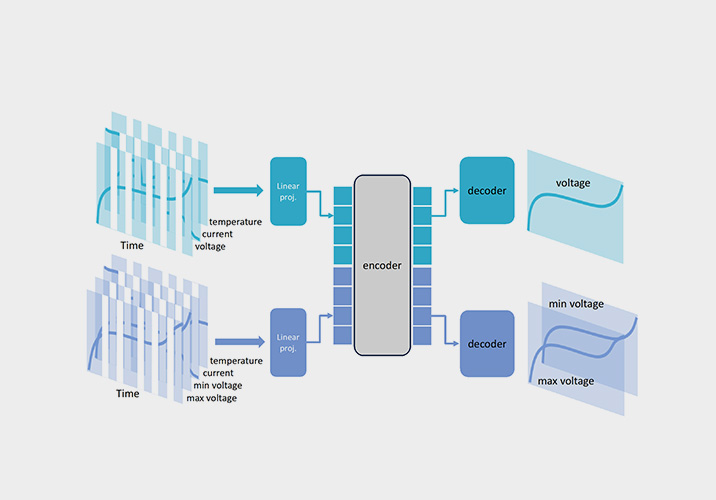 Time
temperature
current
voltage
Linear
proj.
encoder
decoder
voltage
Time
temperature
current
min voltage
max voltage
Linear
proj.
decoder
min voltage
max voltage